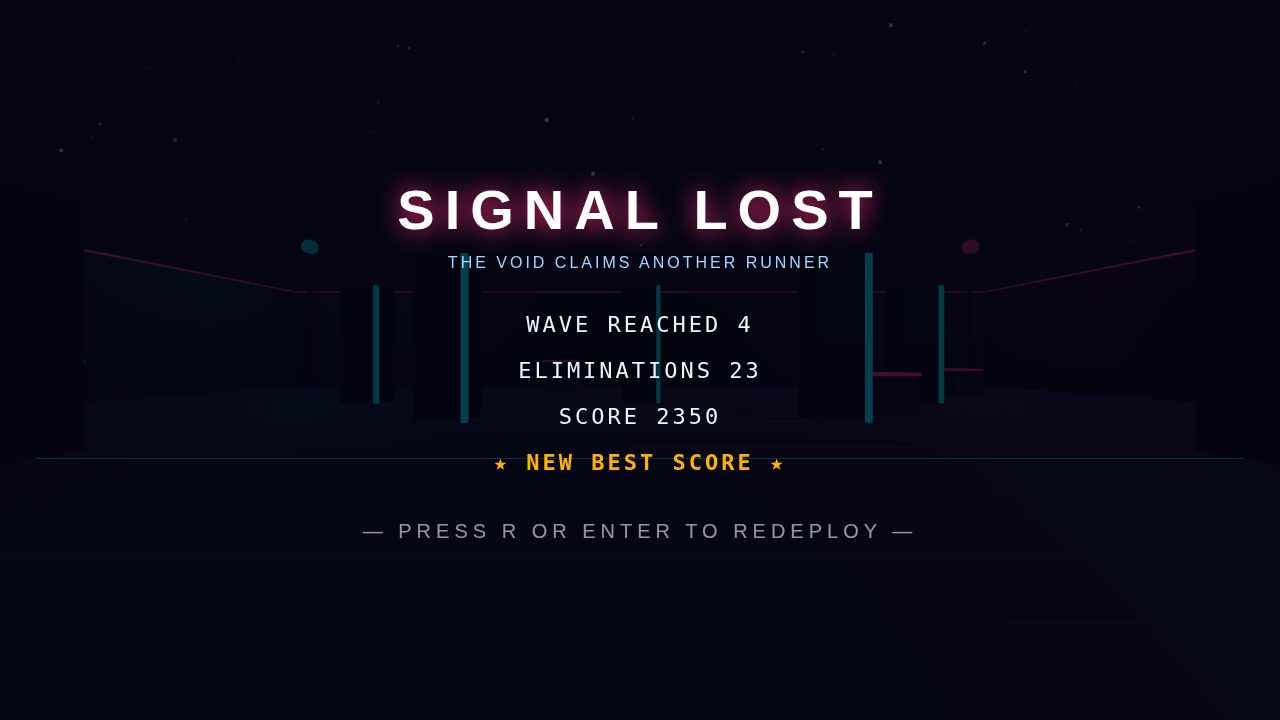 SIGNAL LOST
THE VOID CLAIMS ANOTHER RUNNER
WAVE REACHED 4
ELIMINATIONS 23
SCORE 2350
★ NEW BEST SCORE ★
— PRESS R OR ENTER TO REDEPLOY —